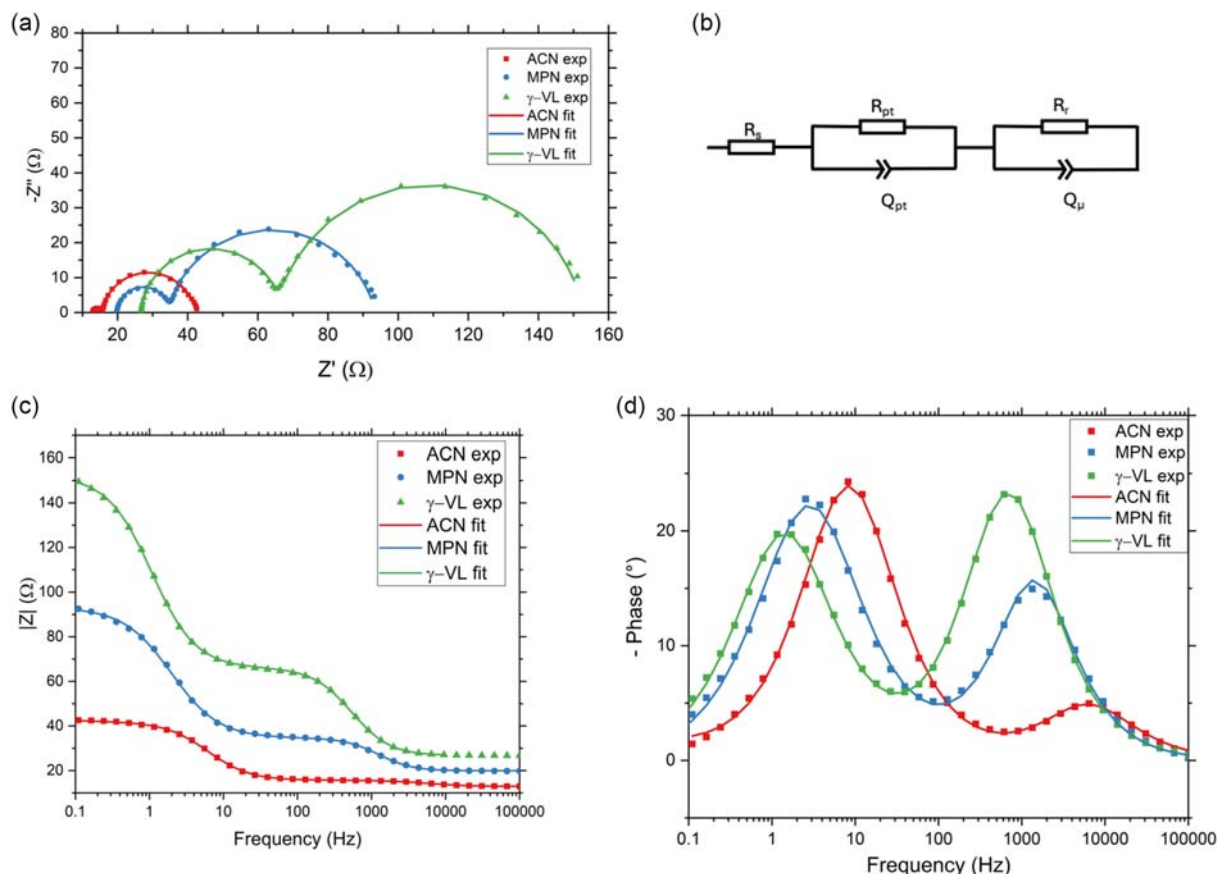 (a)
80
70
60
50
40
30
20
10
0
-Z″ (Ω)
20 40 60 80 100 120 140 160
Z' (Ω)
ACN exp
MPN exp
γ–VL exp
ACN fit
MPN fit
γ–VL fit
(b)
Rs
Rpt
Qpt
Rr
Qμ
(c)
160
140
120
100
80
60
40
20
|Z| (Ω)
0.1 1 10 100 1000 10000 100000
Frequency (Hz)
ACN exp
MPN exp
γ–VL exp
ACN fit
MPN fit
γ–VL fit
(d)
30
25
20
15
10
5
0
- Phase (°)
0.1 1 10 100 1000 10000 100000
Frequency (Hz)
ACN exp
MPN exp
γ–VL exp
ACN fit
MPN fit
γ–VL fit